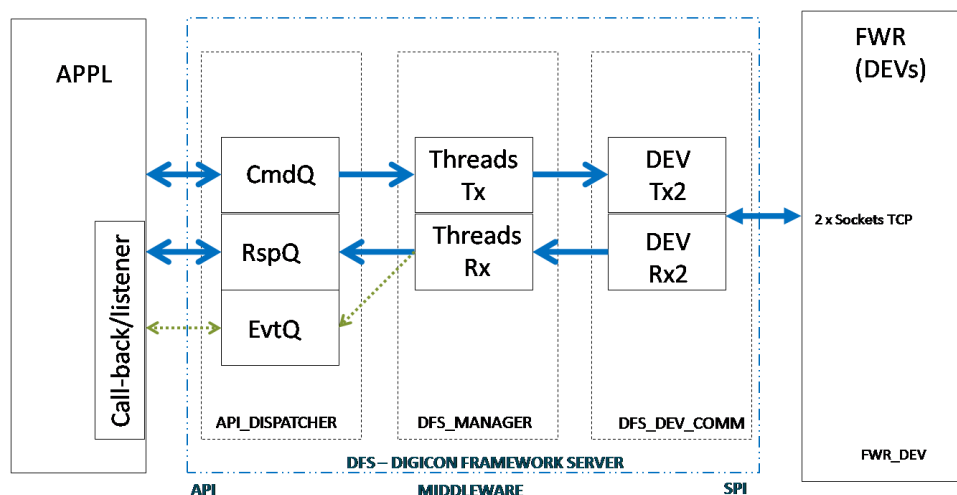 APPL
FWR
(DEVs)
CmdQ
Threads
Tx
DEV
Tx2
2 x Sockets TCP
RspQ
Threads
Rx
DEV
Rx2
Call-back/listener
EvtQ
API_DISPATCHER
DFS_MANAGER
DFS_DEV_COMM
DFS – DIGICON FRAMEWORK SERVER
FWR_DEV
API
MIDDLEWARE
SPI